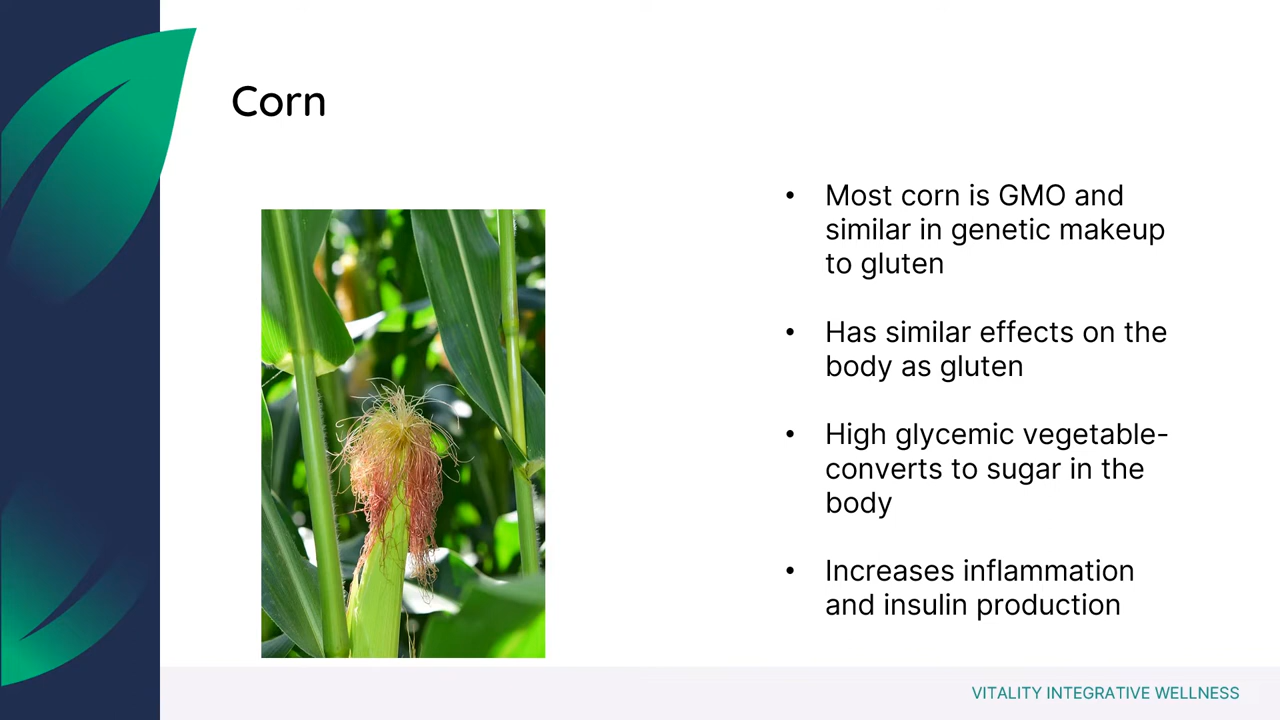 Corn
• Most corn is GMO and
similar in genetic makeup
to gluten
• Has similar effects on the
body as gluten
• High glycemic vegetable-
converts to sugar in the
body
• Increases inflammation
and insulin production
VITALITY INTEGRATIVE WELLNESS